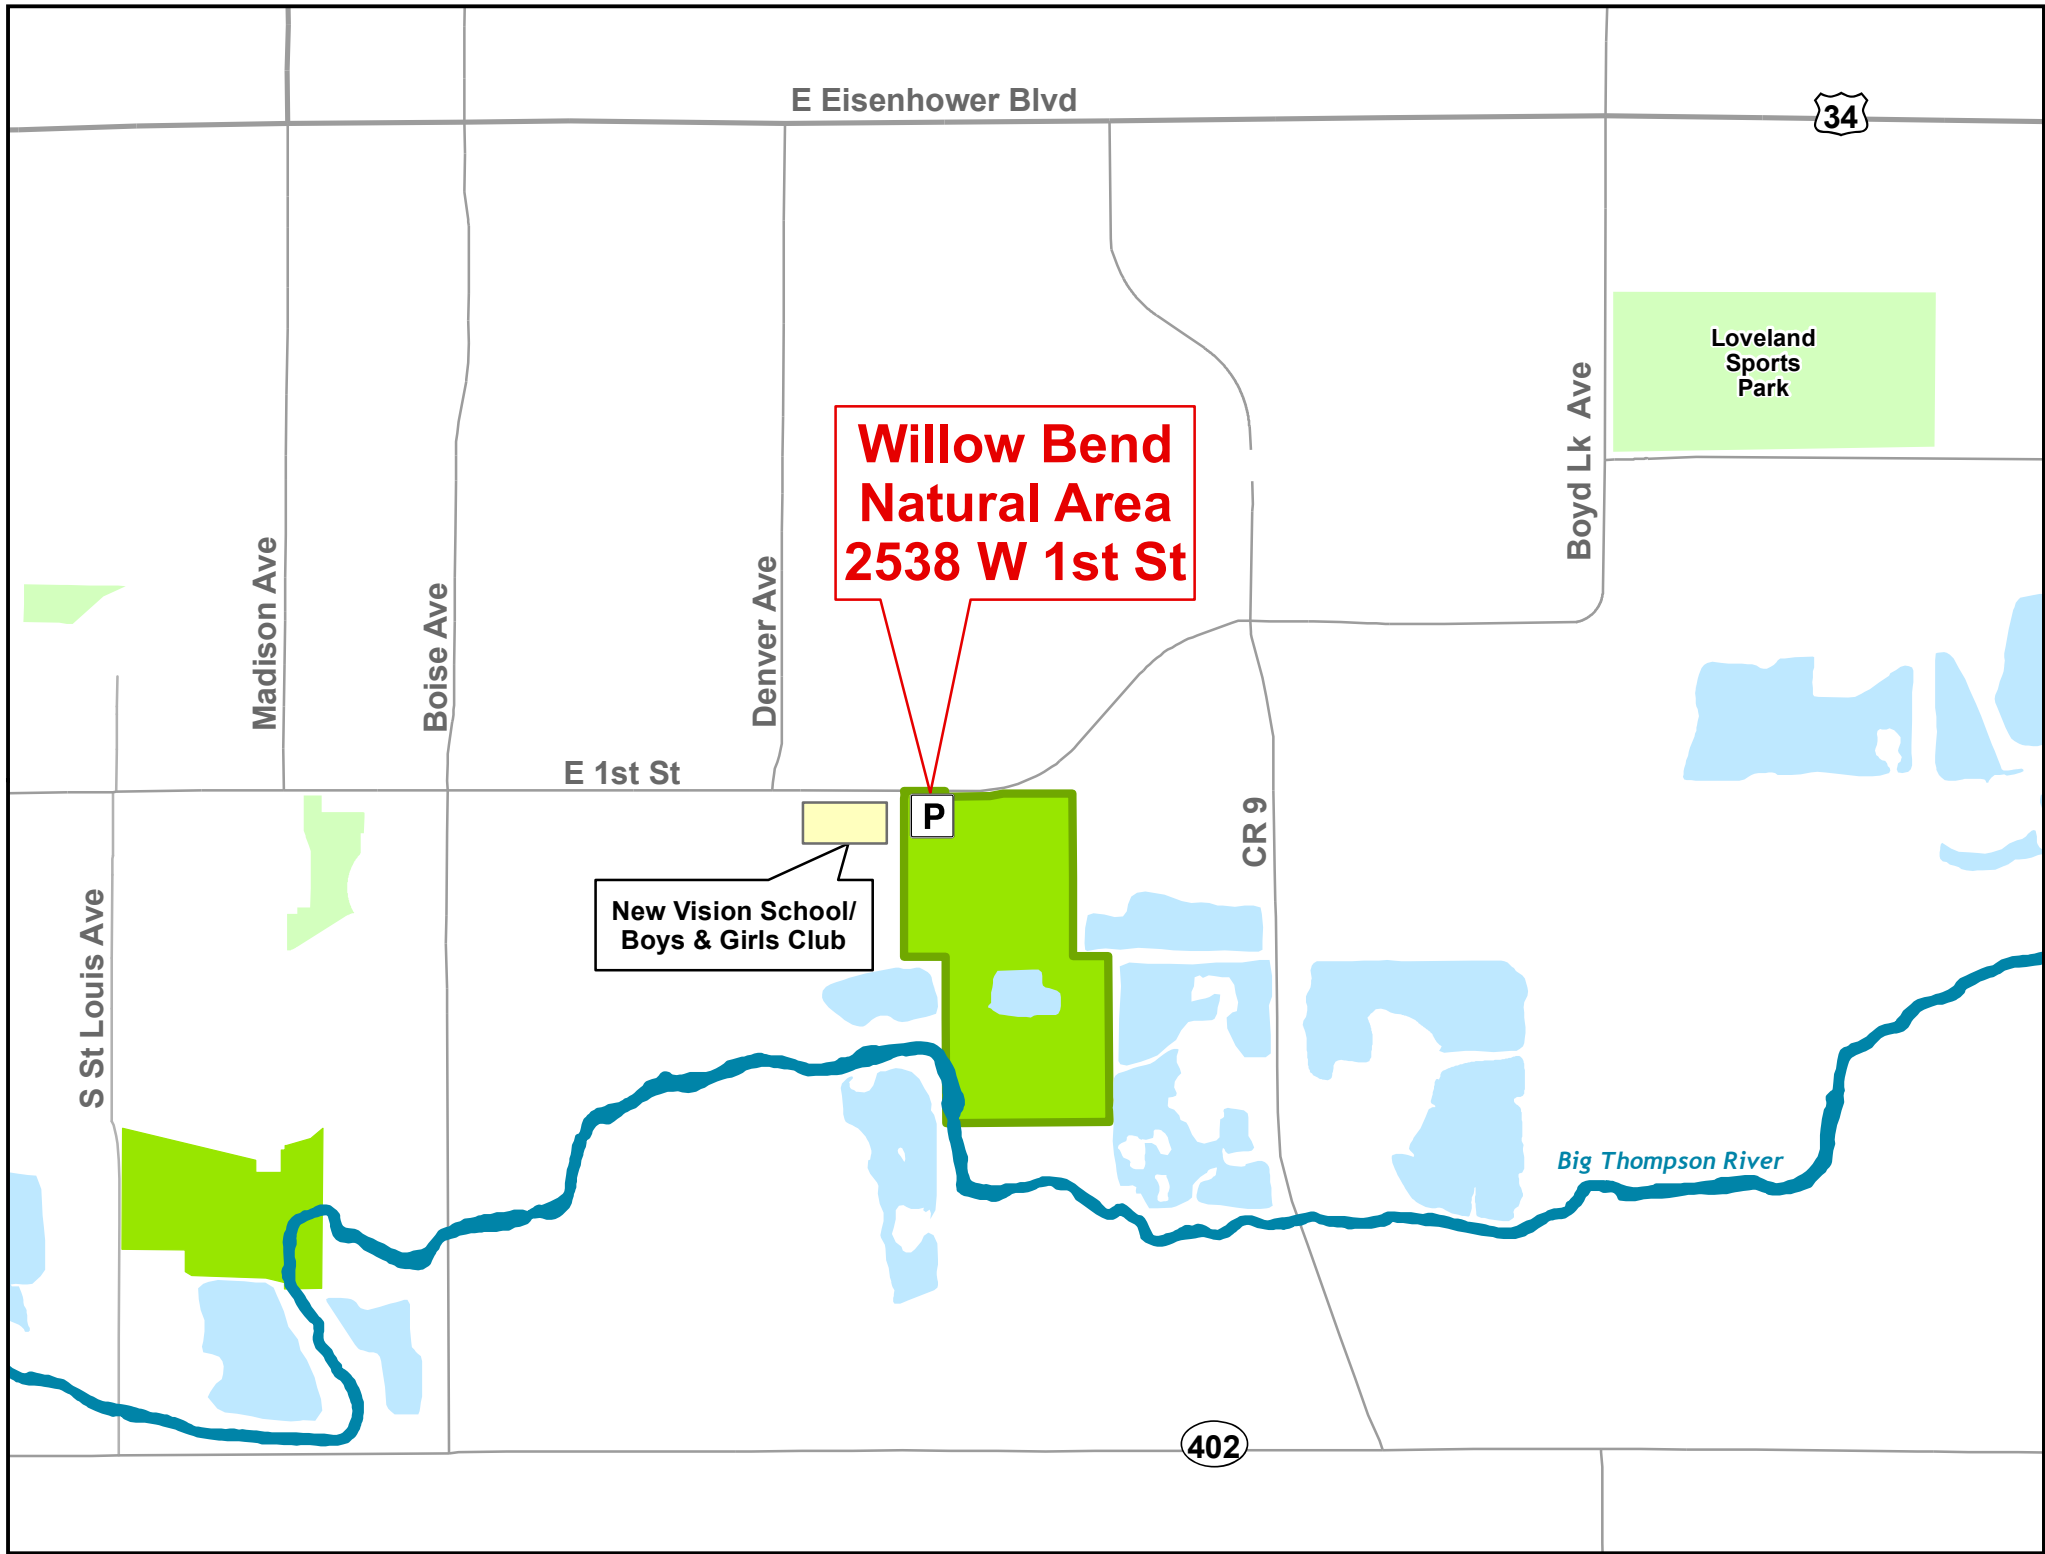 E Eisenhower Blvd
34
Loveland
Sports
Park
Boyd Lk Ave
Willow Bend
Natural Area
2538 W 1st St
Madison Ave
Boise Ave
Denver Ave
E 1st St
P
CR 9
New Vision School/
Boys & Girls Club
S St Louis Ave
Big Thompson River
402